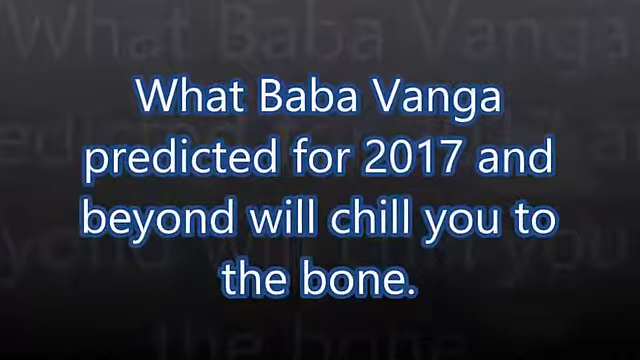 What Baba Vanga
predicted for 2017 and
beyond will chill you to
the bone.